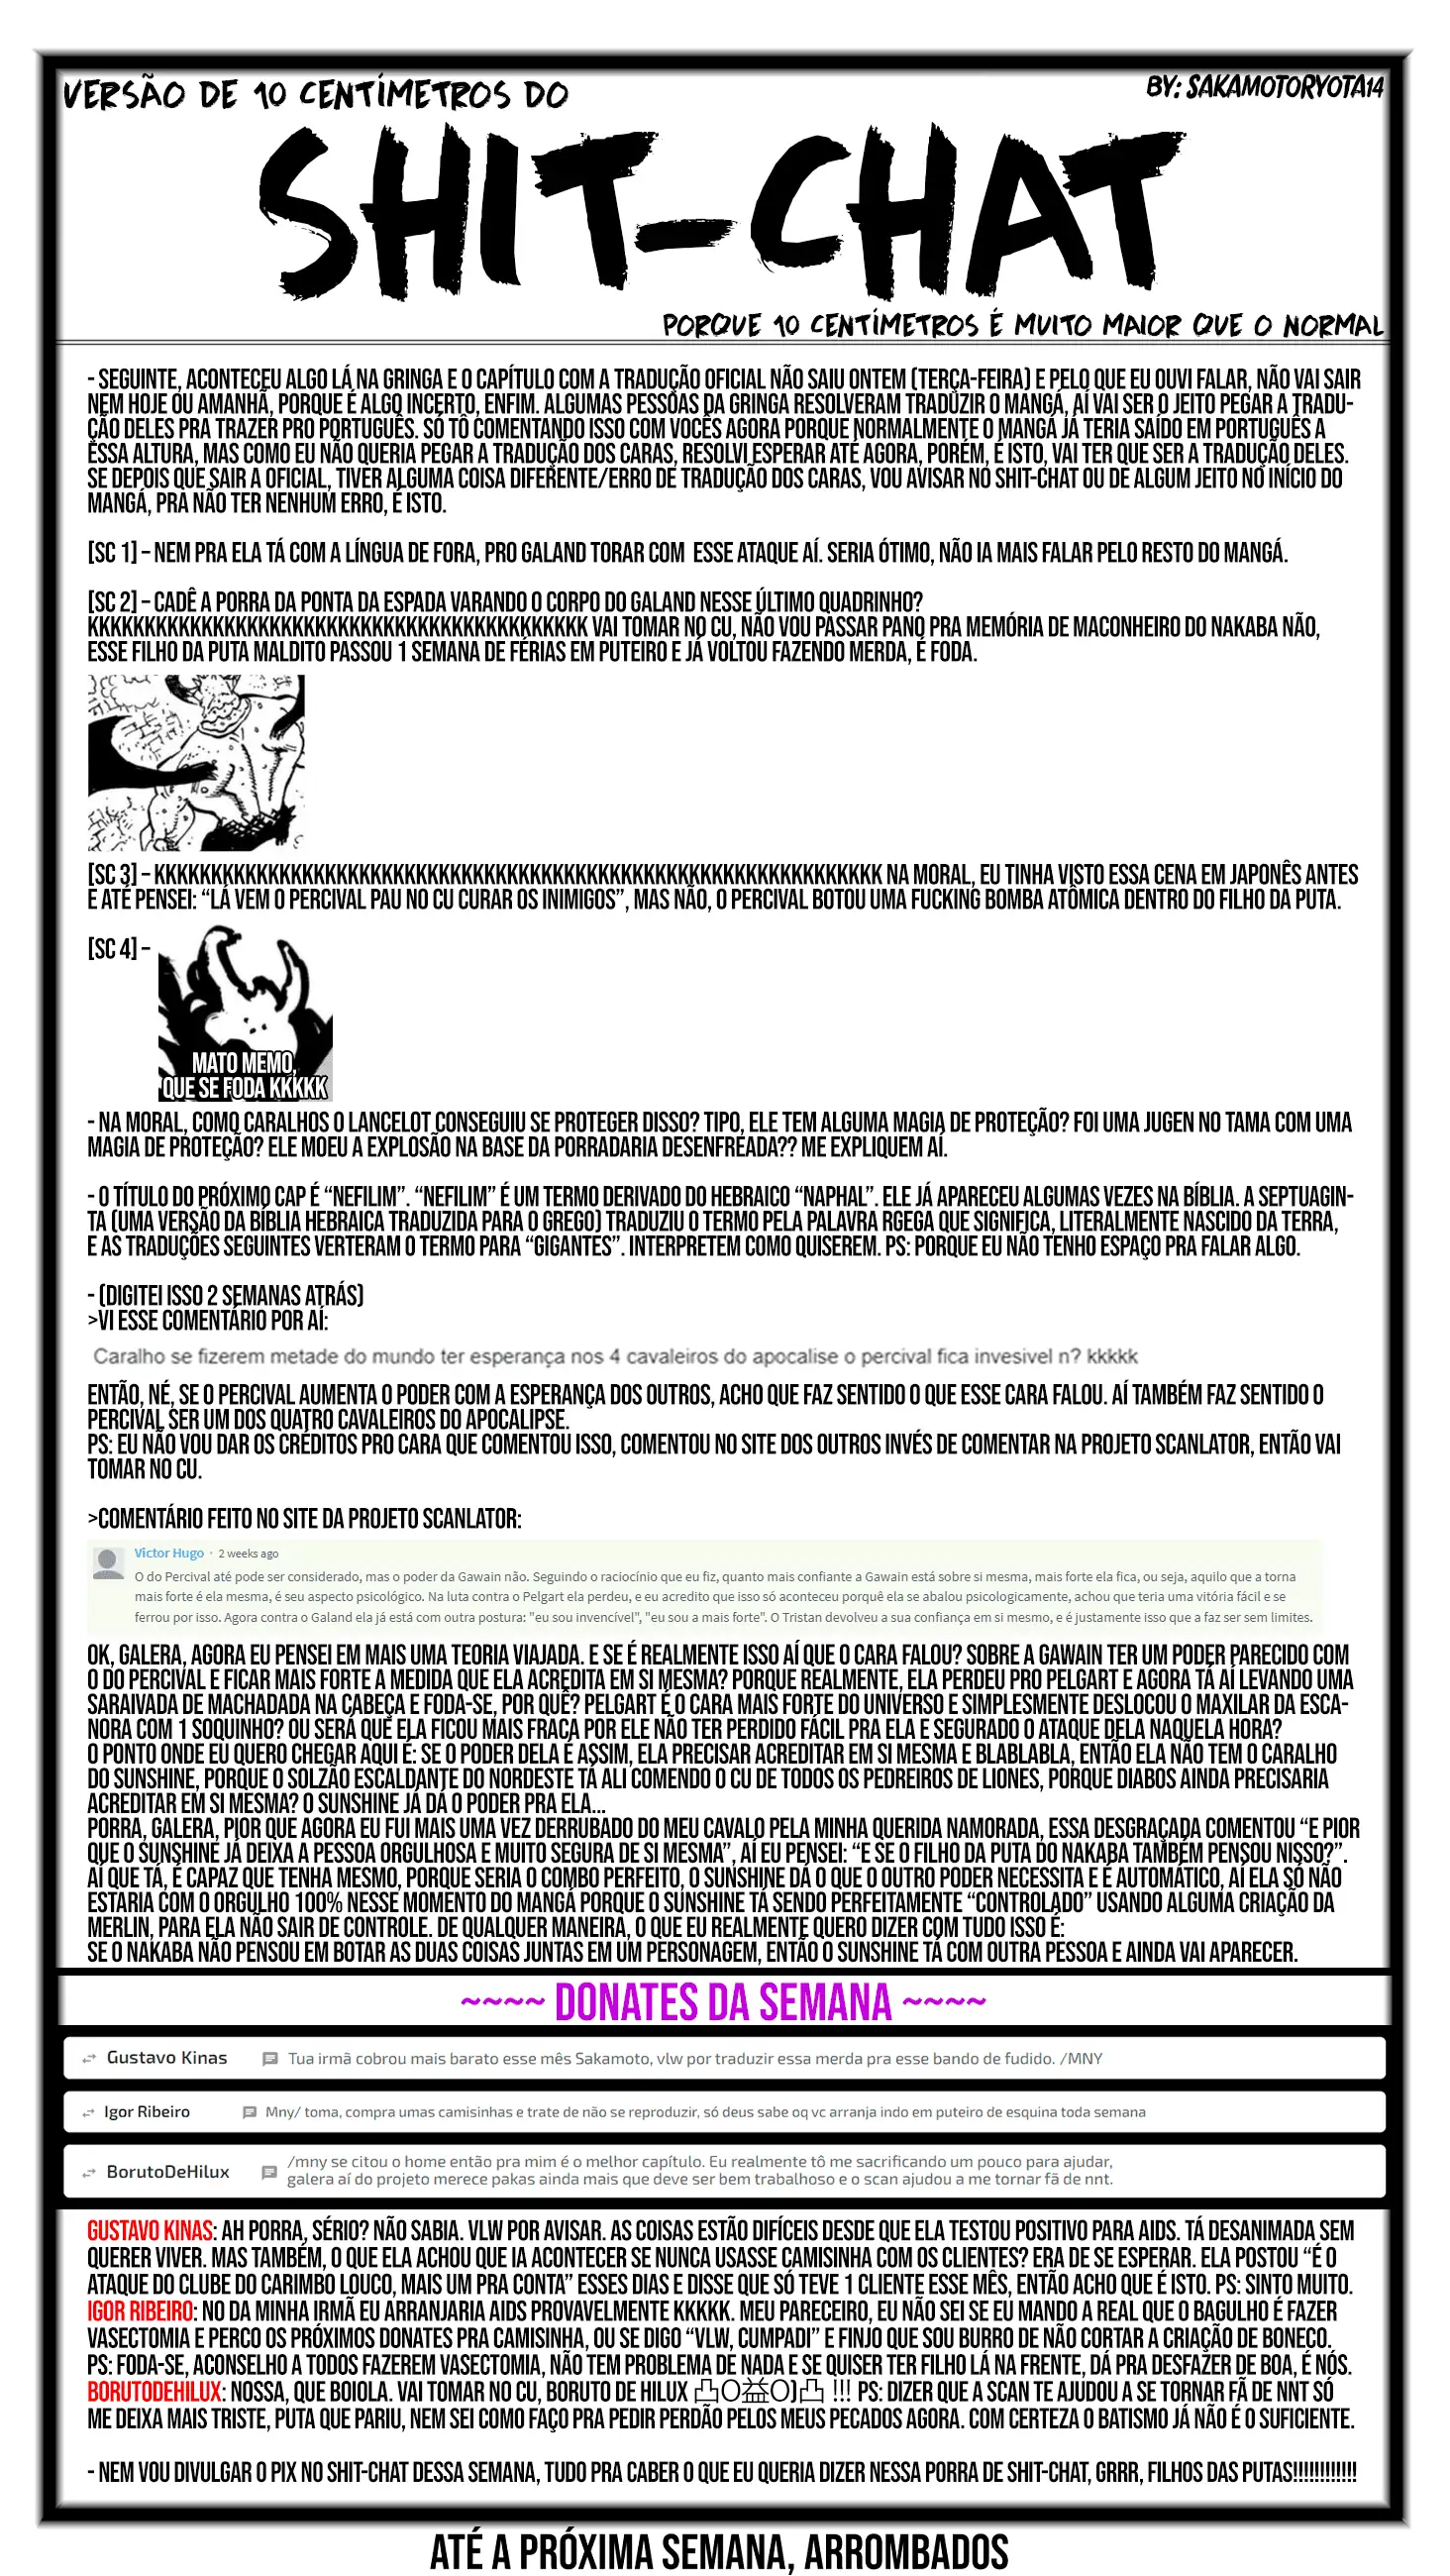 VERSÃO DE 10 CENTÍMETROS DO
BY: SAKAMOTORYOTA14
SHIT-CHAT
PORQUE 10 CENTÍMETROS É MUITO MAIOR QUE O NORMAL
- SEGUINTE, ACONTECEU ALGO LÁ NA GRINGA E O CAPÍTULO COM A TRADUÇÃO OFICIAL NÃO SAIU ONTEM (TERÇA-FEIRA) E PELO QUE EU OUVI FALAR, NÃO VAI SAIR
NEM HOJE OU AMANHÃ, PORQUE É ALGO INCERTO, ENFIM. ALGUMAS PESSOAS DA GRINGA RESOLVERAM TRADUZIR O MANGÁ, AÍ VAI SER O JEITO PEGAR A TRADU-
ÇÃO DELES PRA TRAZER PRO PORTUGUÊS. SÓ TÔ COMENTANDO ISSO COM VOCÊS AGORA PORQUE NORMALMENTE O MANGÁ JÁ TERIA SAÍDO EM PORTUGUÊS A
ESSA ALTURA, MAS COMO EU NÃO QUERIA PEGAR A TRADUÇÃO DOS CARAS, RESOLVI ESPERAR ATÉ AGORA, PORÉM, É ISTO, VAI TER QUE SER A TRADUÇÃO DELES.
SE DEPOIS QUE SAIR A OFICIAL, TIVER ALGUMA COISA DIFERENTE/ERRO DE TRADUÇÃO DOS CARAS, VOU AVISAR NO SHIT-CHAT OU DE ALGUM JEITO NO INÍCIO DO
MANGÁ, PRA NÃO TER NENHUM ERRO, É ISTO.
[SC 1] – NEM PRA ELA TÁ COM A LÍNGUA DE FORA, PRO GALAND TORAR COM ESSE ATAQUE AÍ. SERIA ÓTIMO, NÃO IA MAIS FALAR PELO RESTO DO MANGÁ.
[SC 2] – CADÊ A PORRA DA PONTA DA ESPADA VARANDO O CORPO DO GALAND NESSE ÚLTIMO QUADRINHO?
KKKKKKKKKKKKKKKKKKKKKKKKKKKKKKKKKKKKKKKKKKKK VAI TOMAR NO CU, NÃO VOU PASSAR PANO PRA MEMÓRIA DE MACONHEIRO DO NAKABA NÃO,
ESSE FILHO DA PUTA MALDITO PASSOU 1 SEMANA DE FÉRIAS EM PUTEIRO E JÁ VOLTOU FAZENDO MERDA, É FODA.
[SC 3] – KKKKKKKKKKKKKKKKKKKKKKKKKKKKKKKKKKKKKKKKKKKKKKKKKKKKKKKKKKKKKKKK NA MORAL, EU TINHA VISTO ESSA CENA EM JAPONÊS ANTES
E ATÉ PENSEI: “LÁ VEM O PERCIVAL PAU NO CU CURAR OS INIMIGOS”, MAS NÃO, O PERCIVAL BOTOU UMA FUCKING BOMBA ATÔMICA DENTRO DO FILHO DA PUTA.
[SC 4] –
MATO MEMO,
QUE SE FODA KKKKK
- NA MORAL, COMO CARALHOS O LANCELOT CONSEGUIU SE PROTEGER DISSO? TIPO, ELE TEM ALGUMA MAGIA DE PROTEÇÃO? FOI UMA JUGEN NO TAMA COM UMA
MAGIA DE PROTEÇÃO? ELE MOEU A EXPLOSÃO NA BASE DA PORRADARIA DESENFREADA?? ME EXPLIQUEM AÍ.
- O TÍTULO DO PRÓXIMO CAP É “NEFILIM”. “NEFILIM” É UM TERMO DERIVADO DO HEBRAICO “NAPHAL”. ELE JÁ APARECEU ALGUMAS VEZES NA BÍBLIA. A SEPTUAGIN-
TA (UMA VERSÃO DA BÍBLIA HEBRAICA TRADUZIDA PARA O GREGO) TRADUZIU O TERMO PELA PALAVRA RGEGA QUE SIGNIFICA, LITERALMENTE NASCIDO DA TERRA,
E AS TRADUÇÕES SEGUINTES VERTERAM O TERMO PARA “GIGANTES”. INTERPRETEM COMO QUISEREM. PS: PORQUE EU NÃO TENHO ESPAÇO PRA FALAR ALGO.
- (DIGITEI ISSO 2 SEMANAS ATRÁS)
>VI ESSE COMENTÁRIO POR AÍ:
Caralho se fizerem metade do mundo ter esperança nos 4 cavaleiros do apocalise o percival fica invesivel n? kkkkk
ENTÃO, NÉ, SE O PERCIVAL AUMENTA O PODER COM A ESPERANÇA DOS OUTROS, ACHO QUE FAZ SENTIDO O QUE ESSE CARA FALOU. AÍ TAMBÉM FAZ SENTIDO O
PERCIVAL SER UM DOS QUATRO CAVALEIROS DO APOCALIPSE.
PS: EU NÃO VOU DAR OS CRÉDITOS PRO CARA QUE COMENTOU ISSO, COMENTOU NO SITE DOS OUTROS INVÉS DE COMENTAR NA PROJETO SCANLATOR, ENTÃO VAI
TOMAR NO CU.
>COMENTÁRIO FEITO NO SITE DA PROJETO SCANLATOR:
Victor Hugo · 2 weeks ago
O do Percival até pode ser considerado, mas o poder da Gawain não. Seguindo o raciocínio que eu fiz, quanto mais confiante a Gawain está sobre si mesma, mais forte ela fica, ou seja, aquilo que a torna
mais forte é ela mesma, é seu aspecto psicológico. Na luta contra o Pelgart ela perdeu, e eu acredito que isso só aconteceu porquê ela se abalou psicologicamente, achou que teria uma vitória fácil e se
ferrou por isso. Agora contra o Galand ela já está com outra postura: "eu sou invencível", "eu sou a mais forte". O Tristan devolveu a sua confiança em si mesmo, e é justamente isso que a faz ser sem limites.
OK, GALERA, AGORA EU PENSEI EM MAIS UMA TEORIA VIAJADA. E SE É REALMENTE ISSO AÍ QUE O CARA FALOU? SOBRE A GAWAIN TER UM PODER PARECIDO COM
O DO PERCIVAL E FICAR MAIS FORTE A MEDIDA QUE ELA ACREDITA EM SI MESMA? PORQUE REALMENTE, ELA PERDEU PRO PELGART E AGORA TÁ AÍ LEVANDO UMA
SARAIVADA DE MACHADADA NA CABEÇA E FODA-SE, POR QUÊ? PELGART É O CARA MAIS FORTE DO UNIVERSO E SIMPLESMENTE DESLOCOU O MAXILAR DA ESCA-
NORA COM 1 SOQUINHO? OU SERÁ QUE ELA FICOU MAIS FRACA POR ELE NÃO TER PERDIDO FÁCIL PRA ELA E SEGURADO O ATAQUE DELA NAQUELA HORA?
O PONTO ONDE EU QUERO CHEGAR AQUI É: SE O PODER DELA É ASSIM, ELA PRECISAR ACREDITAR EM SI MESMA E BLABLABLA, ENTÃO ELA NÃO TEM O CARALHO
DO SUNSHINE, PORQUE O SOLZÃO ESCALDANTE DO NORDESTE TÁ ALI COMENDO O CU DE TODOS OS PEDREIROS DE LIONES, PORQUE DIABOS AINDA PRECISARIA
ACREDITAR EM SI MESMA? O SUNSHINE JÁ DÁ O PODER PRA ELA...
PORRA, GALERA, PIOR QUE AGORA EU FUI MAIS UMA VEZ DERRUBADO DO MEU CAVALO PELA MINHA QUERIDA NAMORADA, ESSA DESGRAÇADA COMENTOU “E PIOR
QUE O SUNSHINE JÁ DEIXA A PESSOA ORGULHOSA E MUITO SEGURA DE SI MESMA”, AÍ EU PENSEI: “E SE O FILHO DA PUTA DO NAKABA TAMBÉM PENSOU NISSO?”.
AÍ QUE TÁ, É CAPAZ QUE TENHA MESMO, PORQUE SERIA O COMBO PERFEITO, O SUNSHINE DÁ O QUE O OUTRO PODER NECESSITA E É AUTOMÁTICO, AÍ ELA SÓ NÃO
ESTARIA COM O ORGULHO 100% NESSE MOMENTO DO MANGÁ PORQUE O SUNSHINE TÁ SENDO PERFEITAMENTE “CONTROLADO” USANDO ALGUMA CRIAÇÃO DA
MERLIN, PARA ELA NÃO SAIR DE CONTROLE. DE QUALQUER MANEIRA, O QUE EU REALMENTE QUERO DIZER COM TUDO ISSO É:
SE O NAKABA NÃO PENSOU EM BOTAR AS DUAS COISAS JUNTAS EM UM PERSONAGEM, ENTÃO O SUNSHINE TÁ COM OUTRA PESSOA E AINDA VAI APARECER.
~~~~ DONATES DA SEMANA ~~~~
Gustavo Kinas Tua irmã cobrou mais barato esse mês Sakamoto, vlw por traduzir essa merda pra esse bando de fudido. /MNY
Igor Ribeiro Mny/ toma, compra umas camisinhas e trate de não se reproduzir, só deus sabe oq vc arranja indo em puteiro de esquina toda semana
BorutoDeHilux /mny se citou o home então pra mim é o melhor capítulo. Eu realmente tô me sacrificando um pouco para ajudar,
galera aí do projeto merece pakas ainda mais que deve ser bem trabalhoso e o scan ajudou a me tornar fã de nnt.
GUSTAVO KINAS: AH PORRA, SÉRIO? NÃO SABIA. VLW POR AVISAR. AS COISAS ESTÃO DIFÍCEIS DESDE QUE ELA TESTOU POSITIVO PARA AIDS. TÁ DESANIMADA SEM
QUERER VIVER. MAS TAMBÉM, O QUE ELA ACHOU QUE IA ACONTECER SE NUNCA USASSE CAMISINHA COM OS CLIENTES? ERA DE SE ESPERAR. ELA POSTOU “É O
ATAQUE DO CLUBE DO CARIMBO LOUCO, MAIS UM PRA CONTA” ESSES DIAS E DISSE QUE SÓ TEVE 1 CLIENTE ESSE MÊS, ENTÃO ACHO QUE É ISTO. PS: SINTO MUITO.
IGOR RIBEIRO: NO DA MINHA IRMÃ EU ARRANJARIA AIDS PROVAVELMENTE KKKKK. MEU PARCEIRO, EU NÃO SEI SE EU MANDO A REAL QUE O BAGULHO É FAZER
VASECTOMIA E PERCO OS PRÓXIMOS DONATES PRA CAMISINHA, OU SE DIGO “VLW, CUMPADI” E FINJO QUE SOU BURRO DE NÃO CORTAR A CRIAÇÃO DE BONECO.
PS: FODA-SE, ACONSELHO A TODOS FAZEREM VASECTOMIA, NÃO TEM PROBLEMA DE NADA E SE QUISER TER FILHO LÁ NA FRENTE, DÁ PRA DESFAZER DE BOA, É NÓS.
BORUTODEHILUX: NOSSA, QUE BOIOLA. VAI TOMAR NO CU, BORUTO DE HILUX 凸O益O)凸 !!! PS: DIZER QUE A SCAN TE AJUDOU A SE TORNAR FÃ DE NNT SÓ
ME DEIXA MAIS TRISTE, PUTA QUE PARIU, NEM SEI COMO FAÇO PRA PEDIR PERDÃO PELOS MEUS PECADOS AGORA. COM CERTEZA O BATISMO JÁ NÃO É O SUFICIENTE.
- NEM VOU DIVULGAR O PIX NO SHIT-CHAT DESSA SEMANA, TUDO PRA CABER O QUE EU QUERIA DIZER NESSA PORRA DE SHIT-CHAT, GRRR, FILHOS DAS PUTAS!!!!!!!!!!!!
ATÉ A PRÓXIMA SEMANA, ARROMBADOS